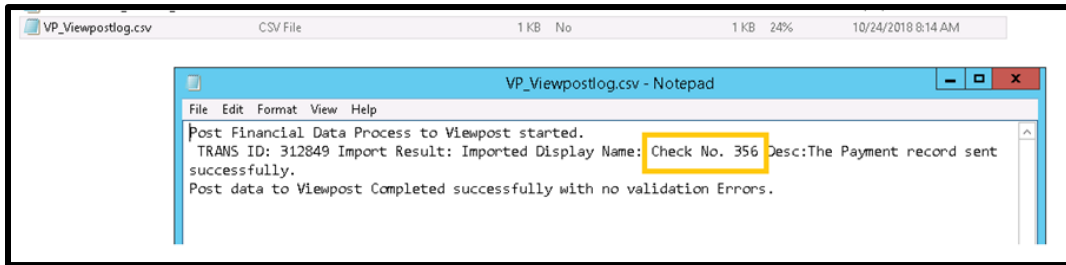 VP_Viewpostlog.csv CSV File 1 KB No 1 KB 24% 10/24/2018 8:14 AM
VP_Viewpostlog.csv - Notepad
File Edit Format View Help
Post Financial Data Process to Viewpost started.
TRANS ID: 312849 Import Result: Imported Display Name: Check No. 356 Desc:The Payment record sent
successfully.
Post data to Viewpost Completed successfully with no validation Errors.